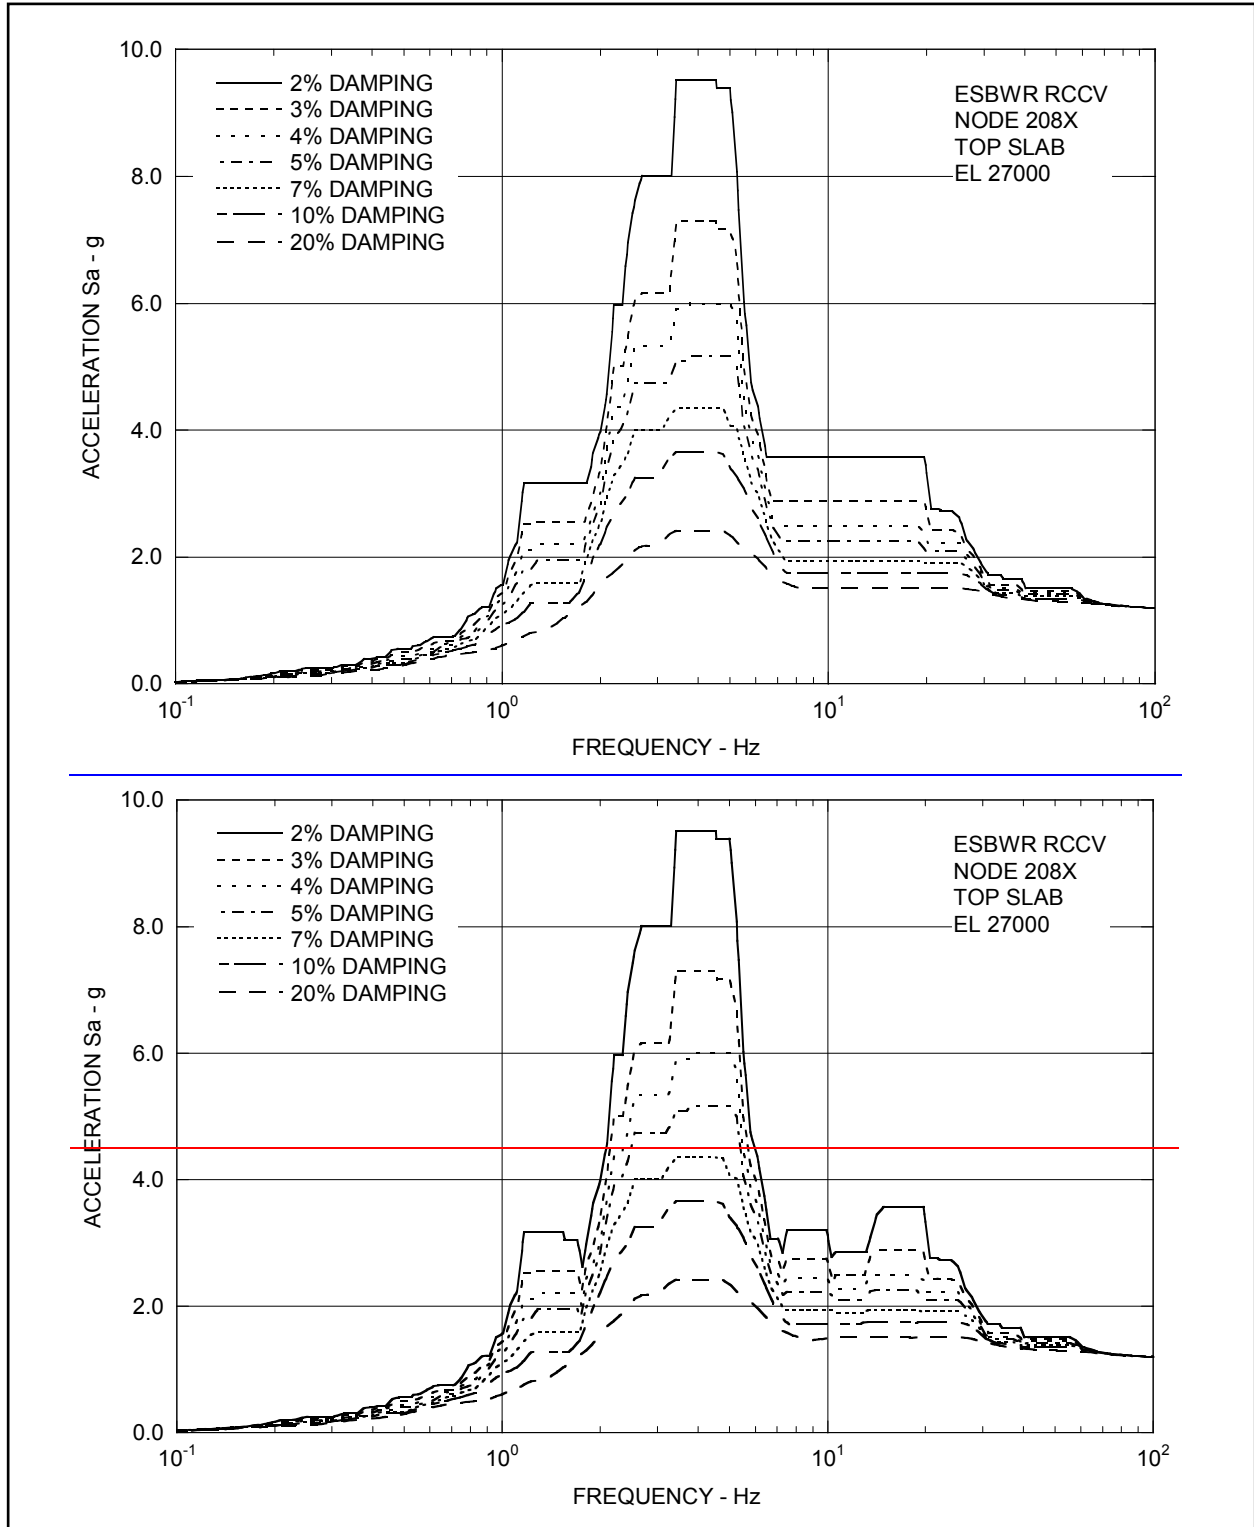 10.0
8.0
6.0
4.0
2.0
0.0
ACCELERATION Sa - g
2% DAMPING
3% DAMPING
4% DAMPING
5% DAMPING
7% DAMPING
10% DAMPING
20% DAMPING
ESBWR RCCV
NODE 208X
TOP SLAB
EL 27000
10⁻¹ 10⁰ 10¹ 10²
FREQUENCY - Hz
10.0
8.0
6.0
4.0
2.0
0.0
ACCELERATION Sa - g
2% DAMPING
3% DAMPING
4% DAMPING
5% DAMPING
7% DAMPING
10% DAMPING
20% DAMPING
ESBWR RCCV
NODE 208X
TOP SLAB
EL 27000
10⁻¹ 10⁰ 10¹ 10²
FREQUENCY - Hz